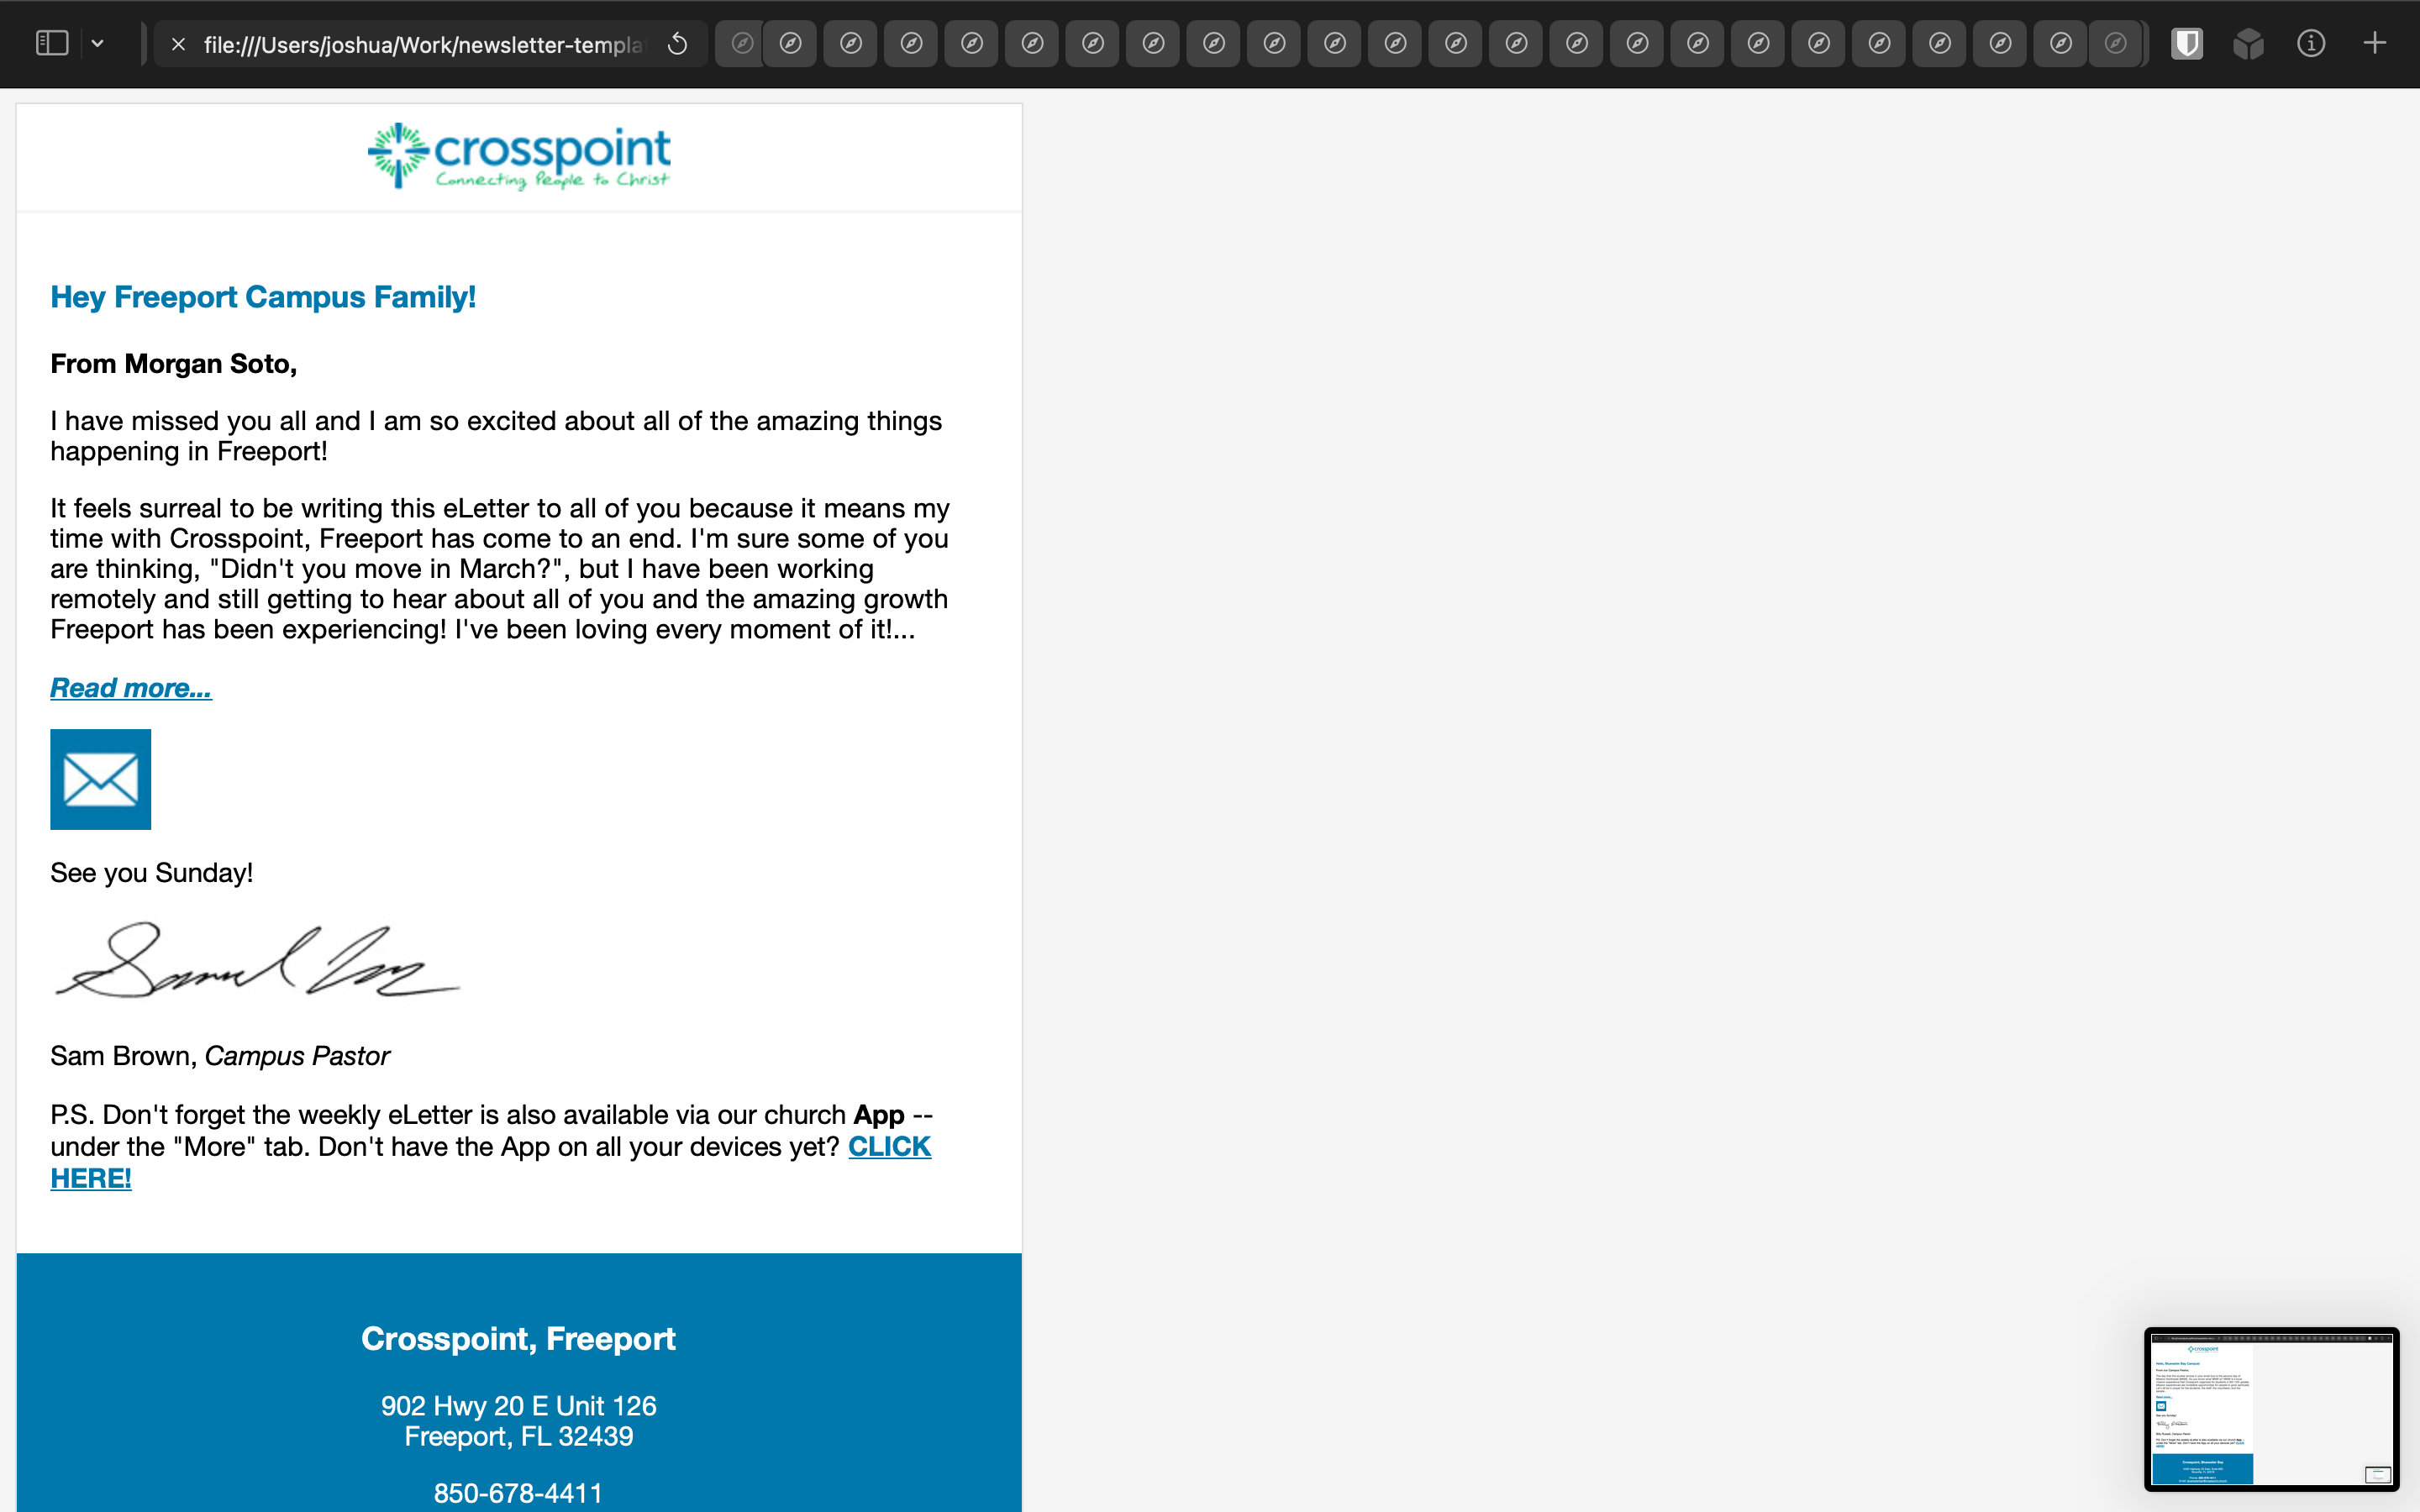 file:///Users/joshua/Work/newsletter-templa
crosspoint
Connecting People to Christ
Hey Freeport Campus Family!
From Morgan Soto,
I have missed you all and I am so excited about all of the amazing things
happening in Freeport!
It feels surreal to be writing this eLetter to all of you because it means my
time with Crosspoint, Freeport has come to an end. I'm sure some of you
are thinking, "Didn't you move in March?", but I have been working
remotely and still getting to hear about all of you and the amazing growth
Freeport has been experiencing! I've been loving every moment of it!...
Read more...
See you Sunday!
Sam Brown, Campus Pastor
P.S. Don't forget the weekly eLetter is also available via our church App --
under the "More" tab. Don't have the App on all your devices yet? CLICK
HERE!
Crosspoint, Freeport
902 Hwy 20 E Unit 126
Freeport, FL 32439
850-678-4411
crosspoint